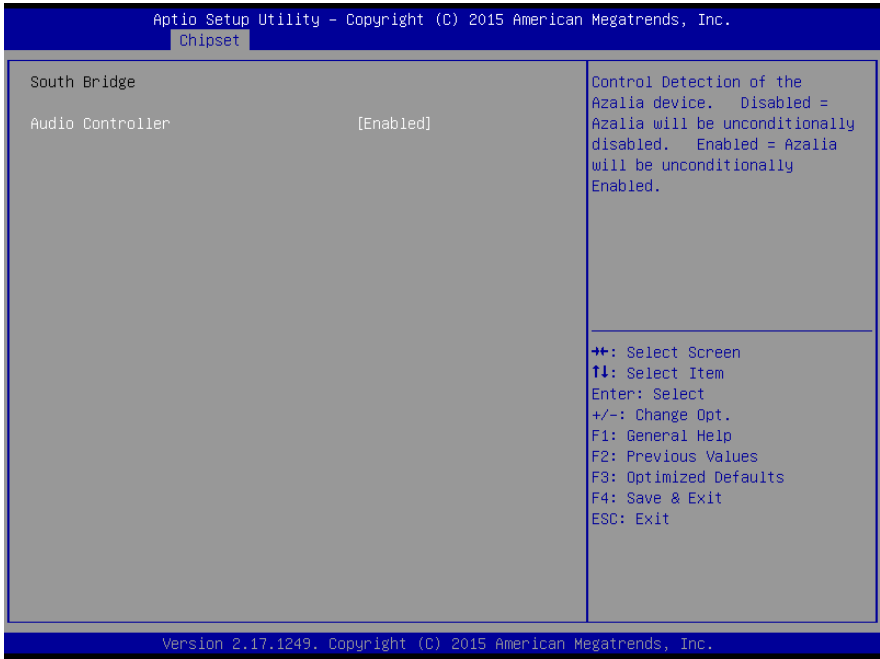 Aptio Setup Utility – Copyright (C) 2015 American Megatrends, Inc.
Chipset
South Bridge
Audio Controller [Enabled]
Control Detection of the
Azalia device. Disabled =
Azalia will be unconditionally
disabled. Enabled = Azalia
will be unconditionally
Enabled.
→←: Select Screen
↑↓: Select Item
Enter: Select
+/-: Change Opt.
F1: General Help
F2: Previous Values
F3: Optimized Defaults
F4: Save & Exit
ESC: Exit
Version 2.17.1249. Copyright (C) 2015 American Megatrends, Inc.